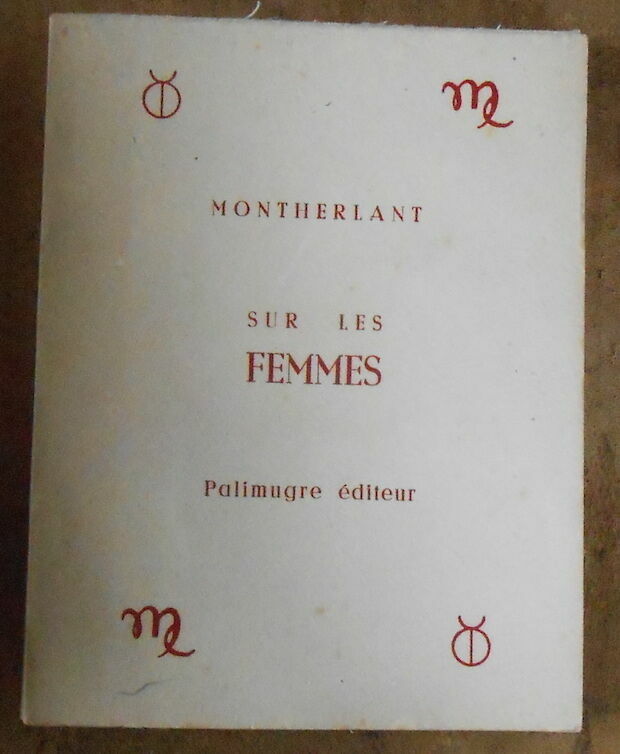 MONTHERLANT
SUR LES
FEMMES
Palimugre éditeur